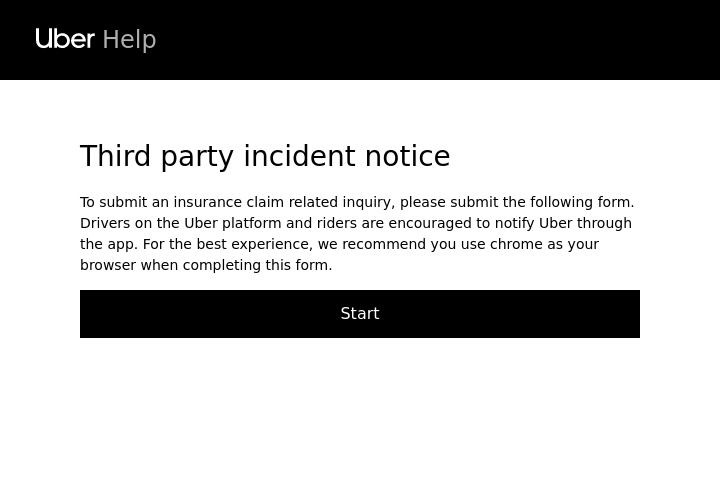 Uber Help
Third party incident notice
To submit an insurance claim related inquiry, please submit the following form.
Drivers on the Uber platform and riders are encouraged to notify Uber through
the app. For the best experience, we recommend you use chrome as your
browser when completing this form.
Start